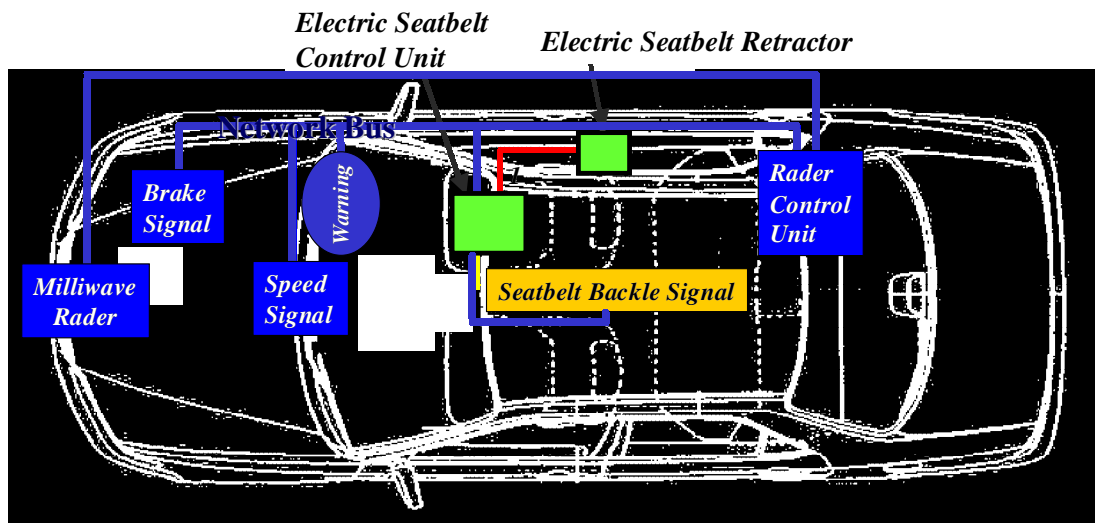 Electric Seatbelt
Control Unit
Electric Seatbelt Retractor
Network Bus
Brake
Signal
Warning
Rader
Control
Unit
Milliwave
Rader
Speed
Signal
Seatbelt Backle Signal